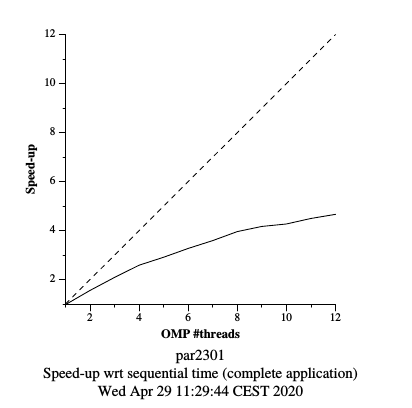 12
10
8
6
4
2
Speed-up
2 4 6 8 10 12
OMP #threads
par2301
Speed-up wrt sequential time (complete application)
Wed Apr 29 11:29:44 CEST 2020